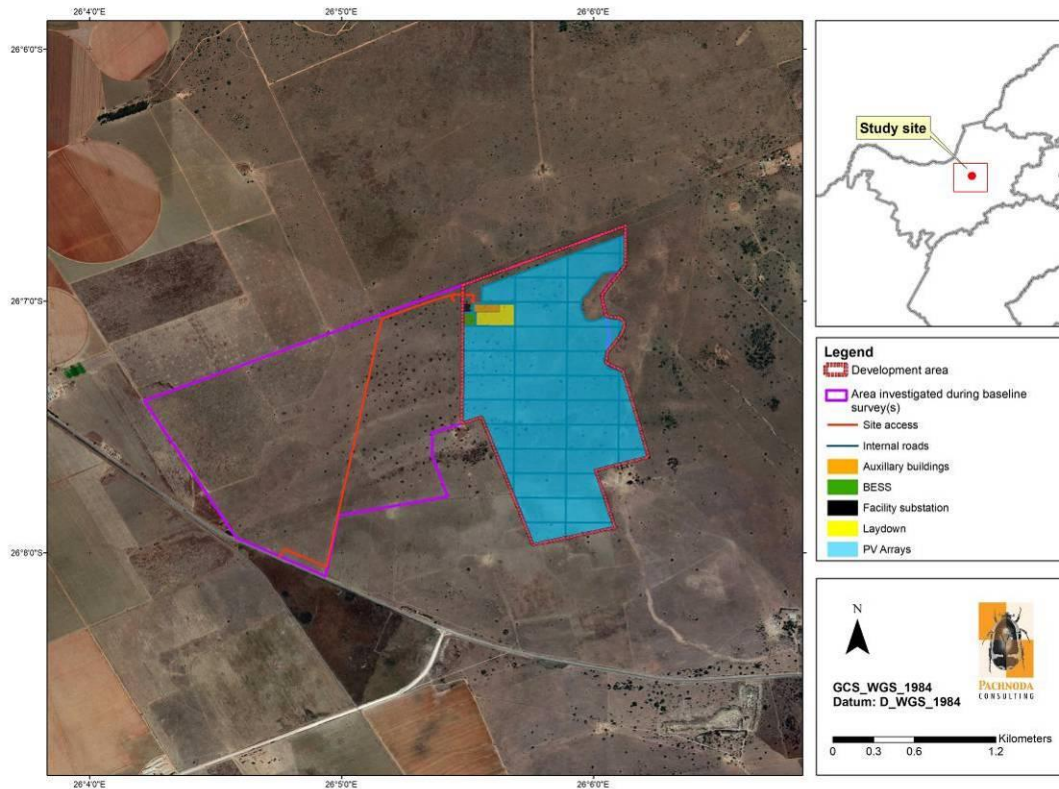 26°4'0"E
26°5'0"E
26°6'0"E
26°6'0"S
26°7'0"S
26°8'0"S
26°4'0"E
26°5'0"E
26°6'0"E
Study site
Legend
Development area
Area investigated during baseline
survey(s)
Site access
Internal roads
Auxillary buildings
BESS
Facility substation
Laydown
PV Arrays
N
PACHNODA
CONSULTING
GCS_WGS_1984
Datum: D_WGS_1984
0 0.3 0.6 1.2 Kilometers